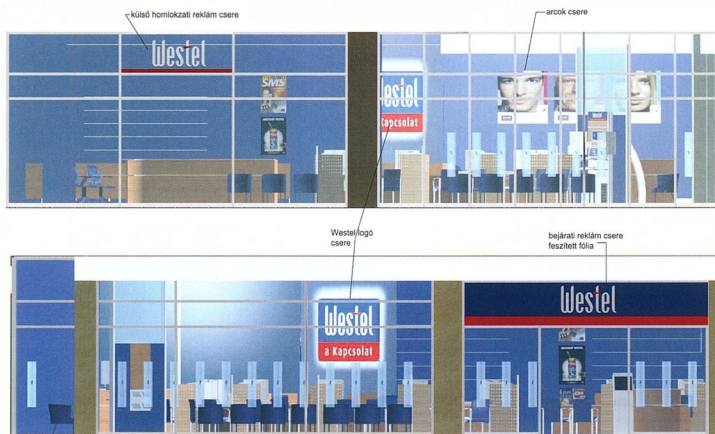 külső homlokzati reklám csere
arcok csere
Westel
SMS
Westel
Kapcsolat
Westel logó
csere
bejárati reklám csere
feszített fólia
Westel
Westel
a Kapcsolat